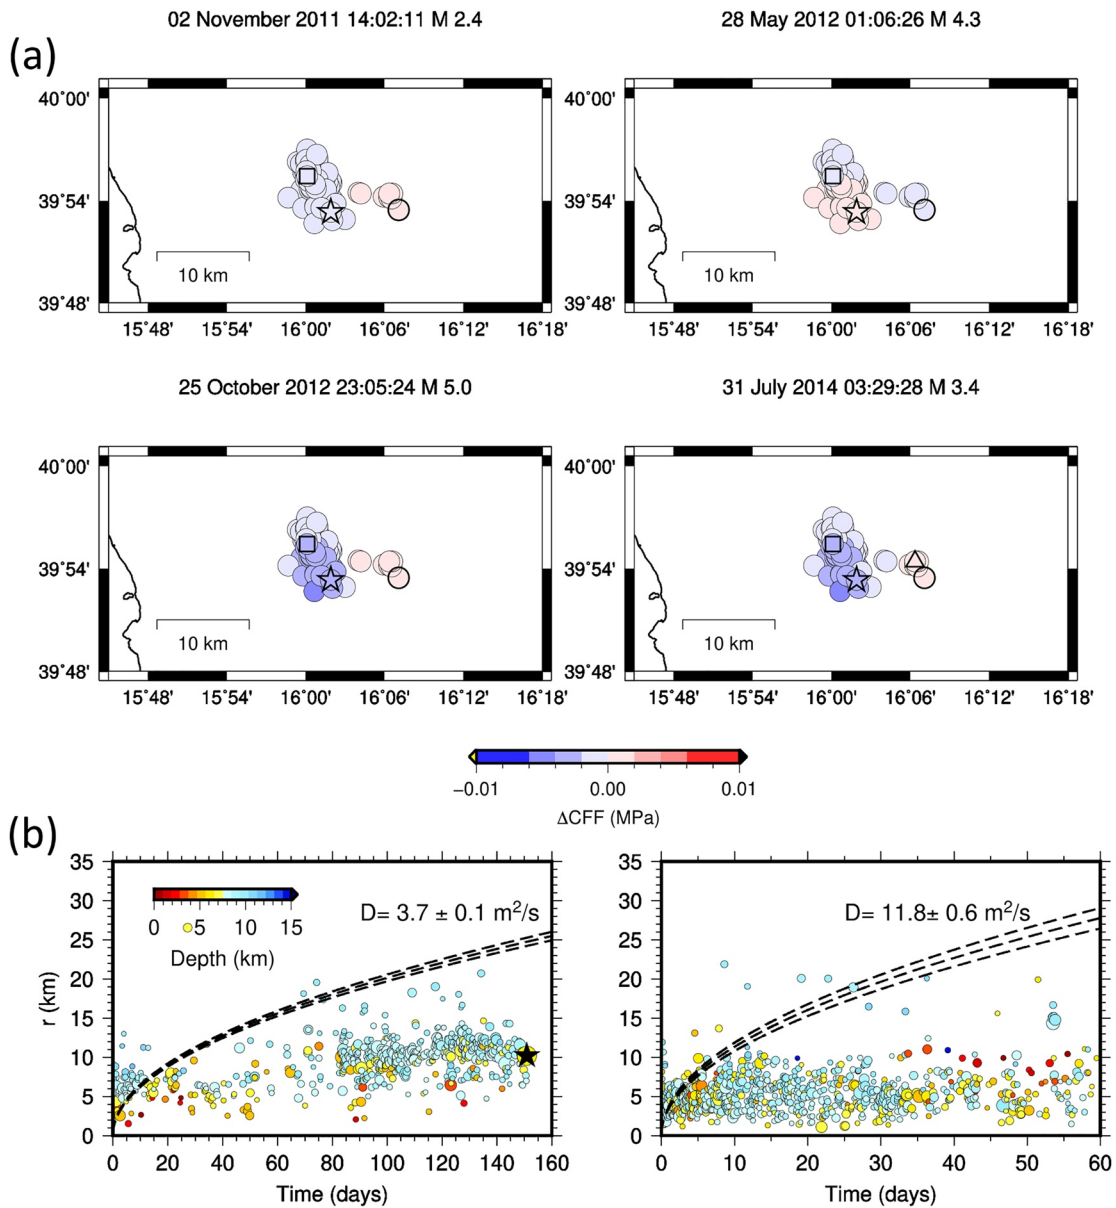 02 November 2011 14:02:11 M 2.4
28 May 2012 01:06:26 M 4.3
(a)
40°00'
39°54'
39°48'
10 km
15°48' 15°54' 16°00' 16°06' 16°12' 16°18'
40°00'
39°54'
39°48'
10 km
15°48' 15°54' 16°00' 16°06' 16°12' 16°18'
25 October 2012 23:05:24 M 5.0
31 July 2014 03:29:28 M 3.4
40°00'
39°54'
39°48'
10 km
15°48' 15°54' 16°00' 16°06' 16°12' 16°18'
40°00'
39°54'
39°48'
10 km
15°48' 15°54' 16°00' 16°06' 16°12' 16°18'
−0.01 0.00 0.01
ΔCFF (MPa)
(b)
35
30
25
20
15
10
5
0
r (km)
0 5 10 15
Depth (km)
D= 3.7 ± 0.1 m²/s
0 20 40 60 80 100 120 140 160
Time (days)
35
30
25
20
15
10
5
0
D= 11.8± 0.6 m²/s
0 10 20 30 40 50 60
Time (days)